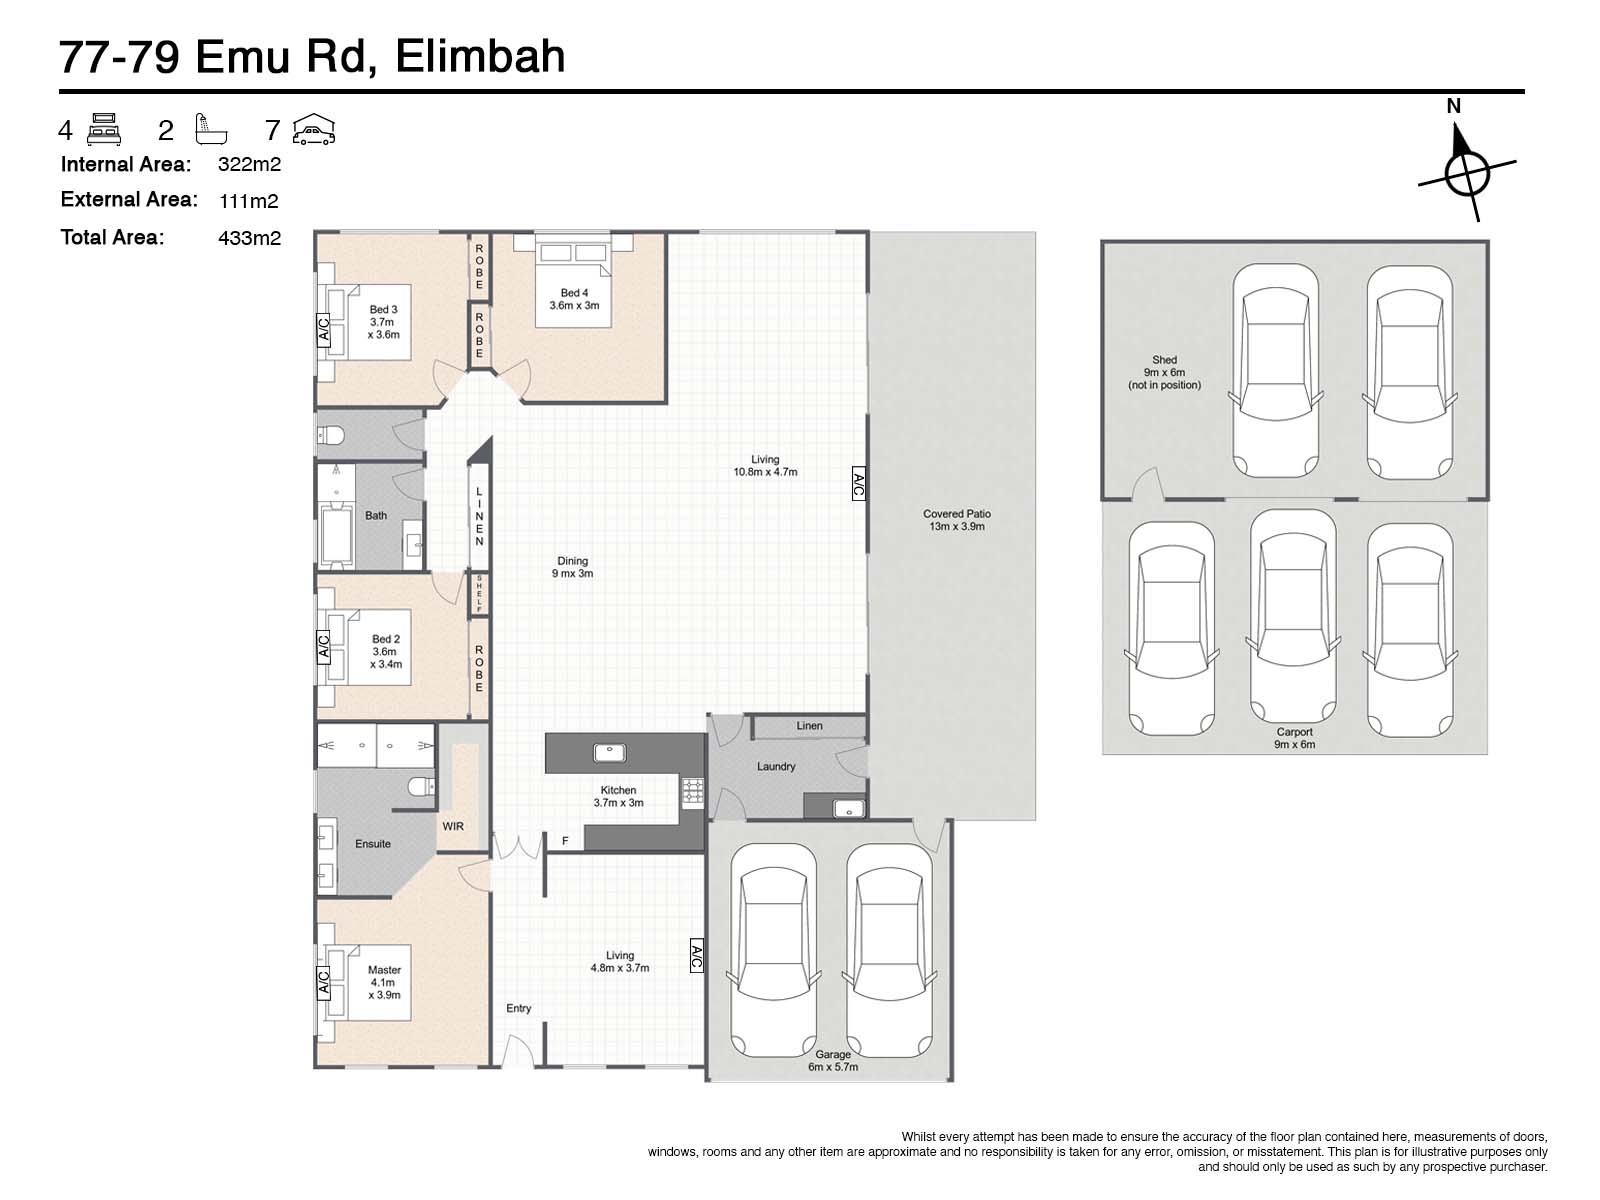 77-79 Emu Rd, Elimbah
N
4 2 7
Internal Area: 322m2
External Area: 111m2
Total Area: 433m2
ROBE
Bed 3
3.7m
x 3.6m
A/C
ROBE
Bed 4
3.6m x 3m
Living
10.8m x 4.7m
A/C
Covered Patio
13m x 3.9m
Shed
9m x 6m
(not in position)
Carport
9m x 6m
Bath
LINEN
Dining
9 mx 3m
SHELF
Bed 2
3.6m
x 3.4m
A/C
ROBE
Linen
Laundry
Kitchen
3.7m x 3m
F
WIR
Ensuite
Master
4.1m
x 3.9m
A/C
Living
4.8m x 3.7m
A/C
Entry
Garage
6m x 5.7m
Whilst every attempt has been made to ensure the accuracy of the floor plan contained here, measurements of doors,
windows, rooms and any other item are approximate and no responsibility is taken for any error, omission, or misstatement. This plan is for illustrative purposes only
and should only be used as such by any prospective purchaser.